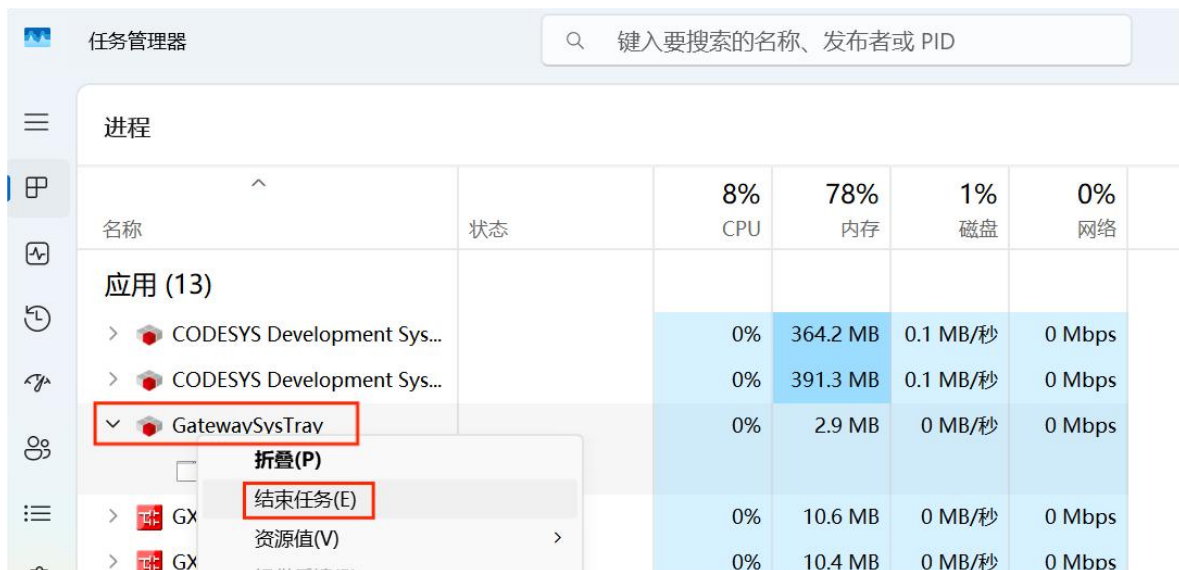 任务管理器
键入要搜索的名称、发布者或 PID
进程
8% 78% 1% 0%
名称 状态 CPU 内存 磁盘 网络
应用 (13)
CODESYS Development Sys... 0% 364.2 MB 0.1 MB/秒 0 Mbps
CODESYS Development Sys... 0% 391.3 MB 0.1 MB/秒 0 Mbps
GatewaySysTray 0% 2.9 MB 0 MB/秒 0 Mbps
折叠(P)
结束任务(E)
GX 0% 10.6 MB 0 MB/秒 0 Mbps
资源值(V)
GX 0% 10.4 MB 0 MB/秒 0 Mbps